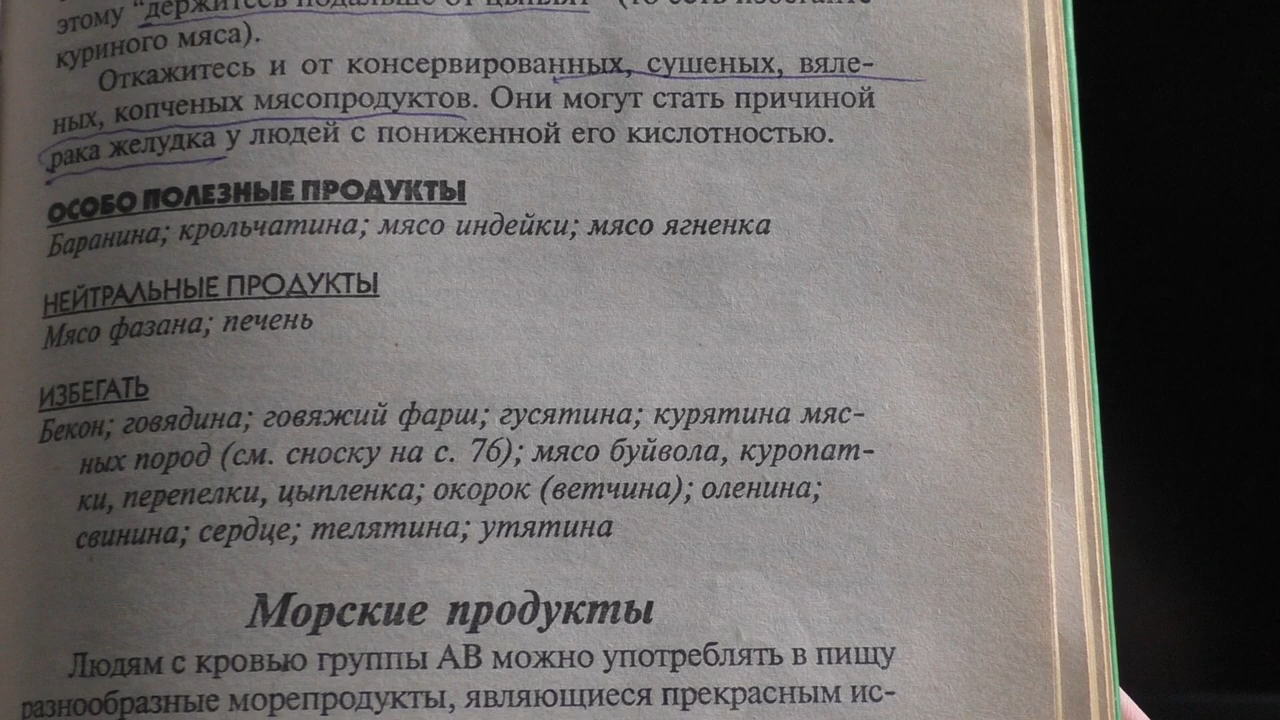 этому “держитесь подальше от цыплят” (то есть избегайте
куриного мяса).
Откажитесь и от консервированных, сушеных, вяле-
ных, копченых мясопродуктов. Они могут стать причиной
рака желудка у людей с пониженной его кислотностью.
ОСОБО ПОЛЕЗНЫЕ ПРОДУКТЫ
Баранина; крольчатина; мясо индейки; мясо ягненка
НЕЙТРАЛЬНЫЕ ПРОДУКТЫ
Мясо фазана; печень
ИЗБЕГАТЬ
Бекон; говядина; говяжий фарш; гусятина; курятина мяс-
ных пород (см. сноску на с. 76); мясо буйвола, куропат-
ки, перепелки, цыпленка; окорок (ветчина); оленина;
свинина; сердце; телятина; утятина
Морские продукты
Людям с кровью группы АВ можно употреблять в пищу
разнообразные морепродукты, являющиеся прекрасным ис-